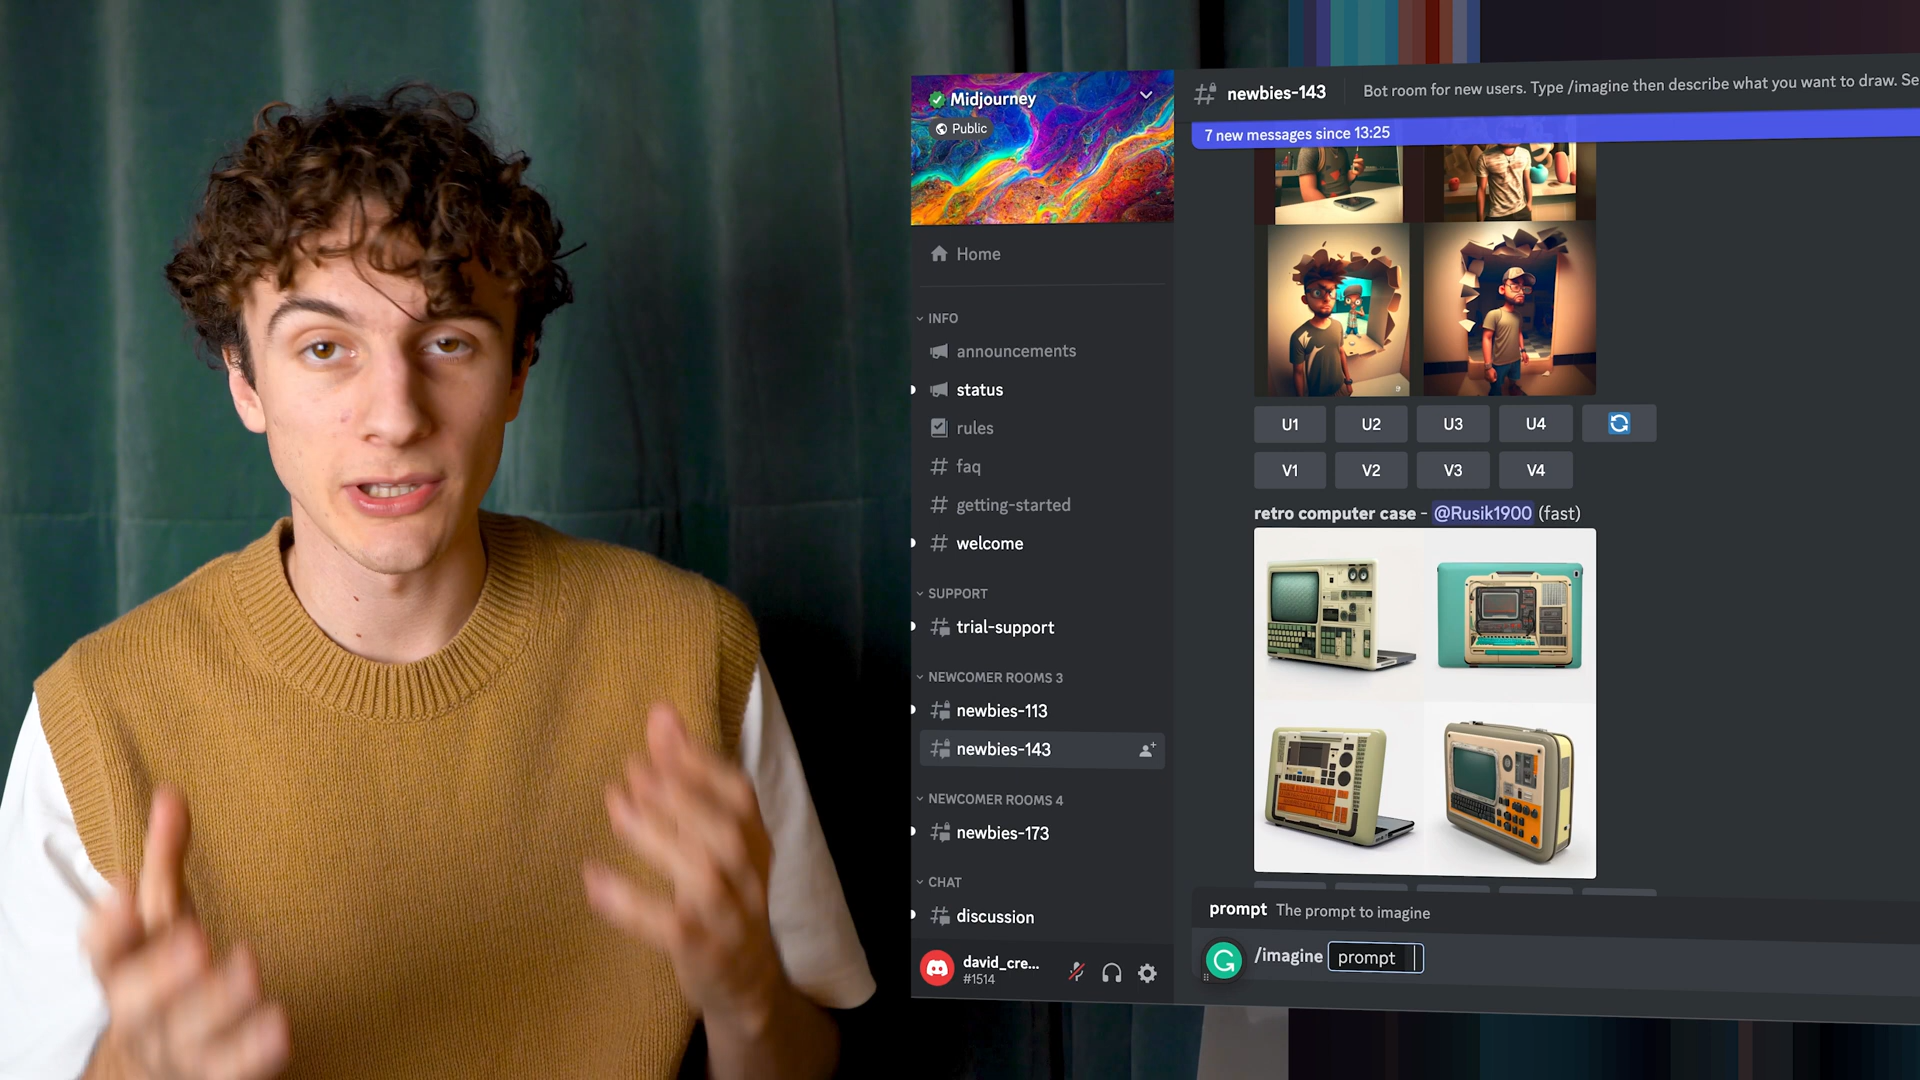 Midjourney
Public
Home
INFO
announcements
status
rules
faq
getting-started
welcome
SUPPORT
trial-support
NEWCOMER ROOMS 3
newbies-113
newbies-143
NEWCOMER ROOMS 4
newbies-173
CHAT
discussion
david_cre...
#1514
newbies-143
Bot room for new users. Type /imagine then describe what you want to draw. Se
7 new messages since 13:25
U1 U2 U3 U4
V1 V2 V3 V4
retro computer case - @Rusik1900 (fast)
prompt The prompt to imagine
/imagine prompt